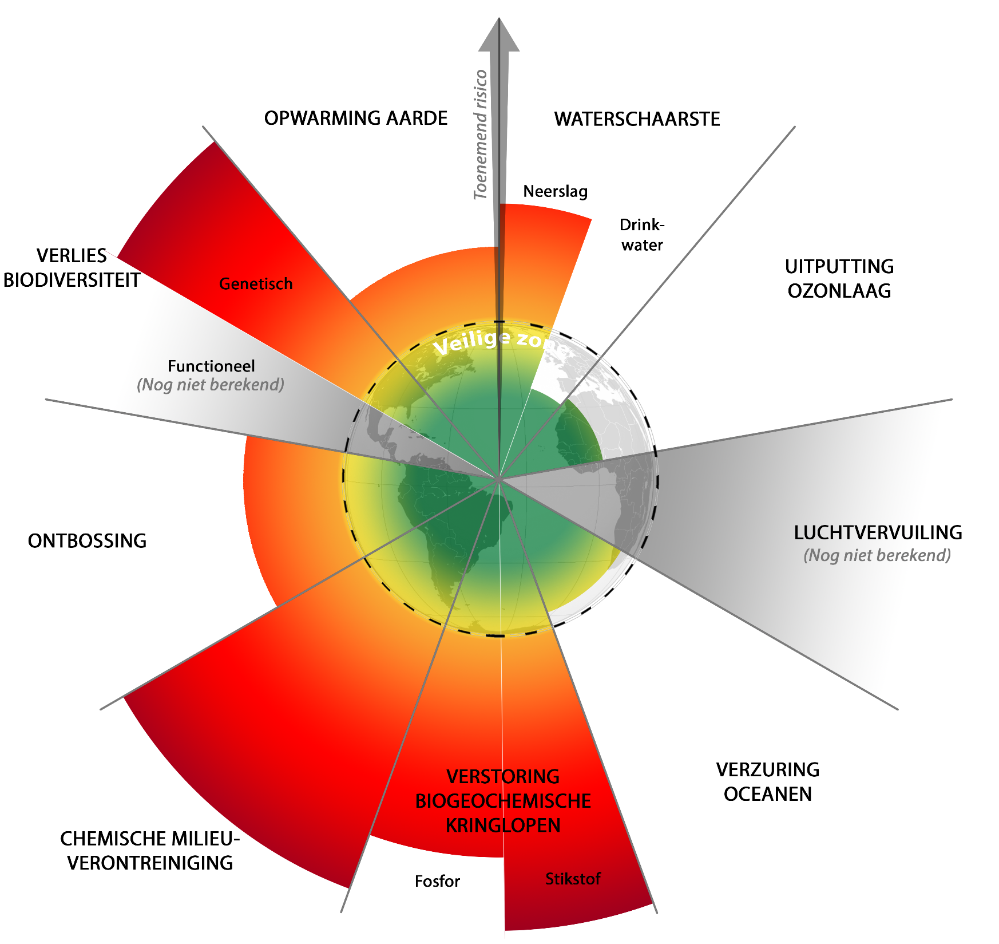 Toenemend risico
OPWARMING AARDE
WATERSCHAARSTE
Neerslag
Drink-
water
UITPUTTING
OZONLAAG
VERLIES
BIODIVERSITEIT
Genetisch
Veilige zone
Functioneel
(Nog niet berekend)
LUCHTVERVUILING
(Nog niet berekend)
ONTBOSSING
VERZURING
OCEANEN
VERSTORING
BIOGEOCHEMISCHE
KRINGLOPEN
CHEMISCHE MILIEU-
VERONTREINIGING
Fosfor
Stikstof